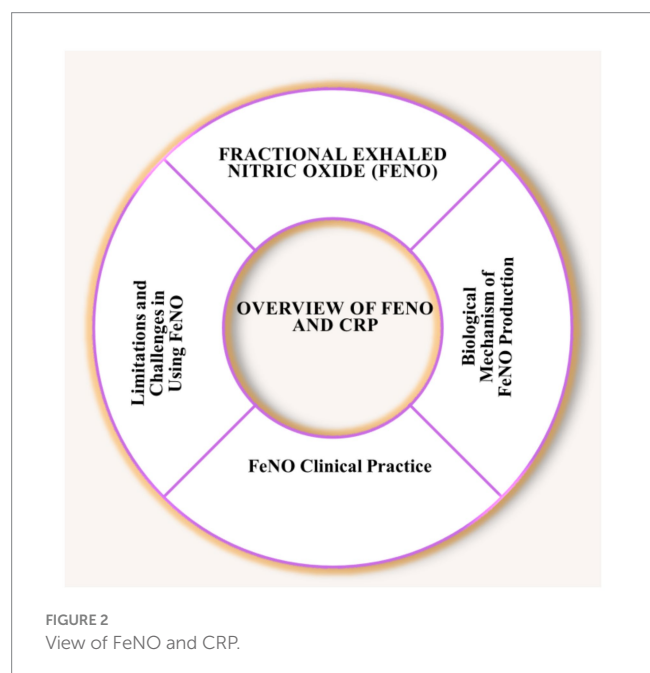 FRACTIONAL EXHALED
NITRIC OXIDE (FENO)
Limitations and
Challenges in
Using FeNO
OVERVIEW OF FENO
AND CRP
Biological
Mechanism of
FeNO Production
FeNO Clinical Practice
FIGURE 2
View of FeNO and CRP.